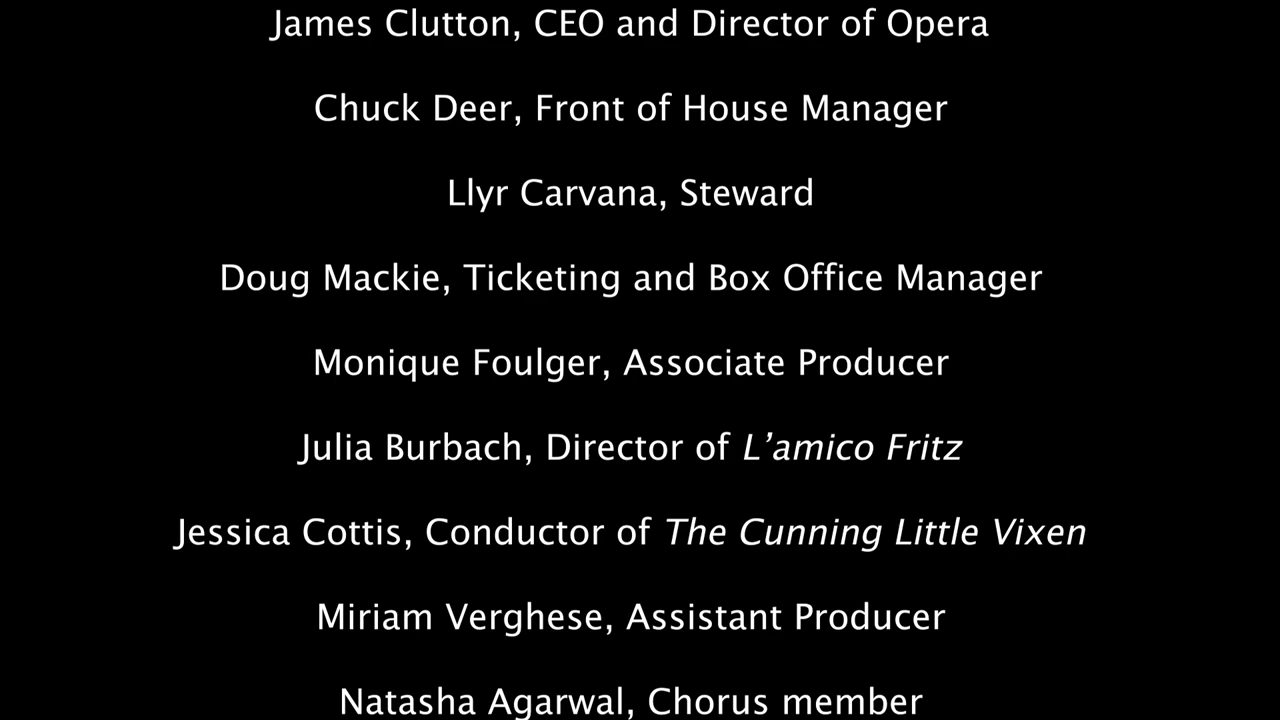 James Clutton, CEO and Director of Opera
Chuck Deer, Front of House Manager
Llyr Carvana, Steward
Doug Mackie, Ticketing and Box Office Manager
Monique Foulger, Associate Producer
Julia Burbach, Director of L’amico Fritz
Jessica Cottis, Conductor of The Cunning Little Vixen
Miriam Verghese, Assistant Producer
Natasha Agarwal, Chorus member